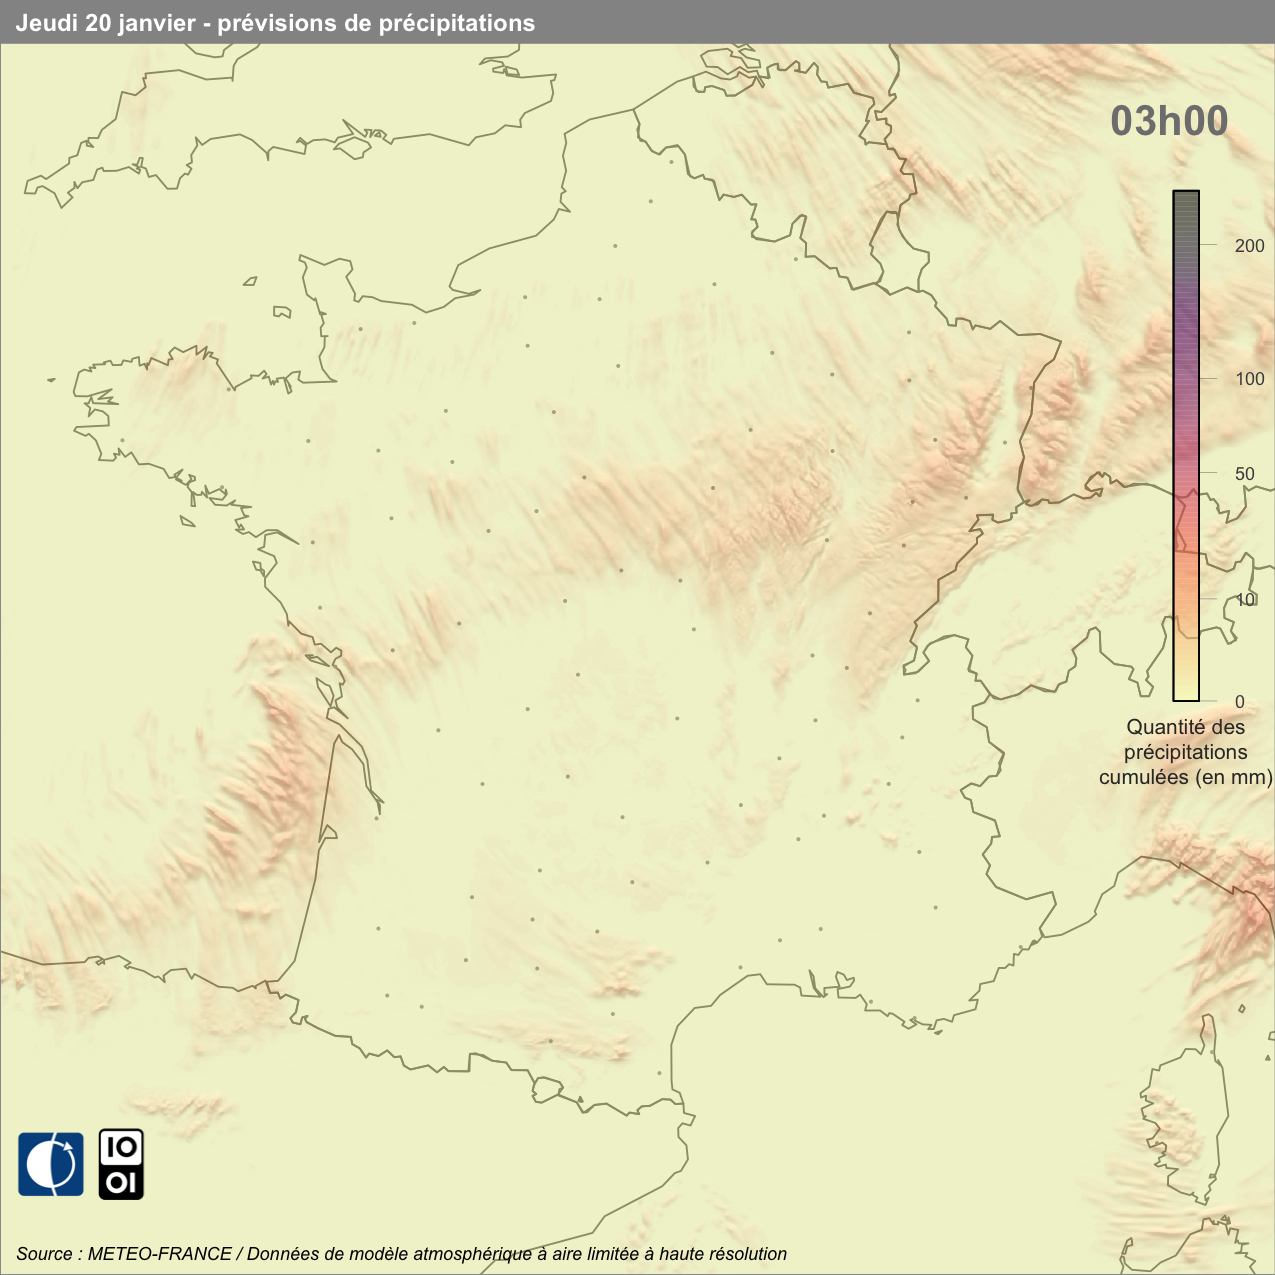 Jeudi 20 janvier - prévisions de précipitations
03h00
200
100
50
10
0
Quantité des
précipitations
cumulées (en mm)
IO
OI
Source : METEO-FRANCE / Données de modèle atmosphérique à aire limitée à haute résolution